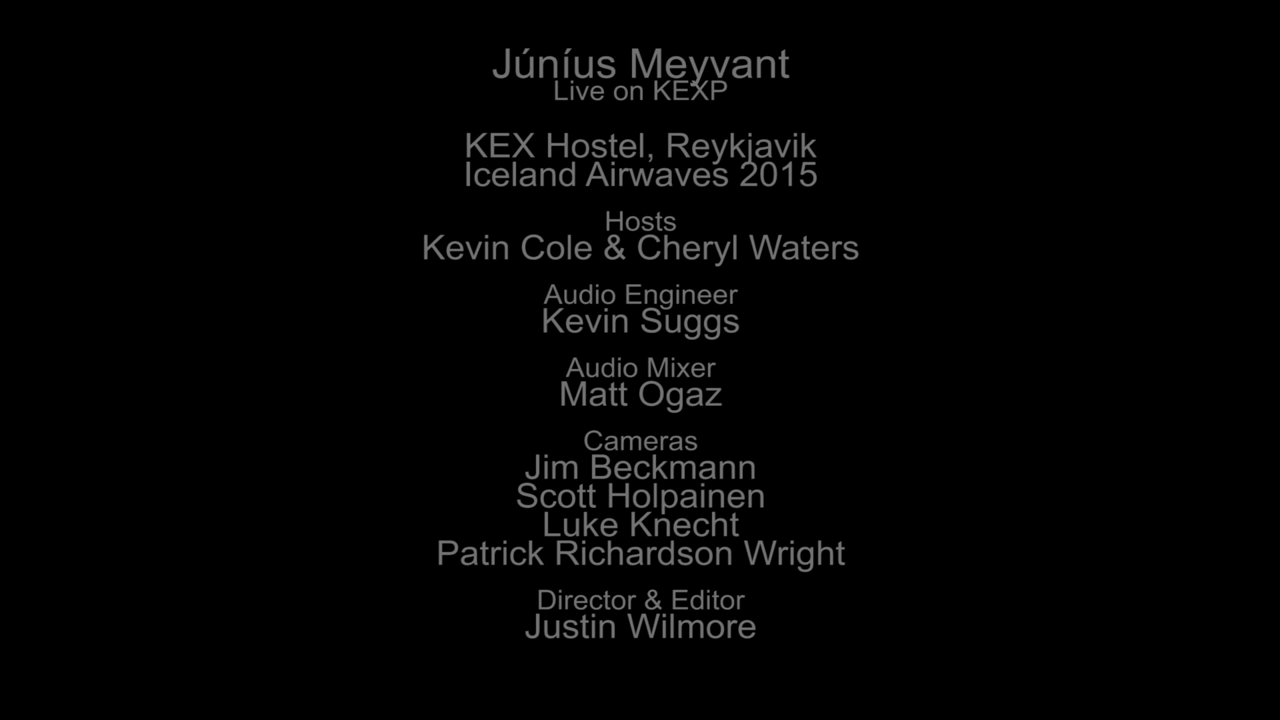 Júníus Meyvant
Live on KEXP
KEX Hostel, Reykjavik
Iceland Airwaves 2015
Hosts
Kevin Cole & Cheryl Waters
Audio Engineer
Kevin Suggs
Audio Mixer
Matt Ogaz
Cameras
Jim Beckmann
Scott Holpainen
Luke Knecht
Patrick Richardson Wright
Director & Editor
Justin Wilmore